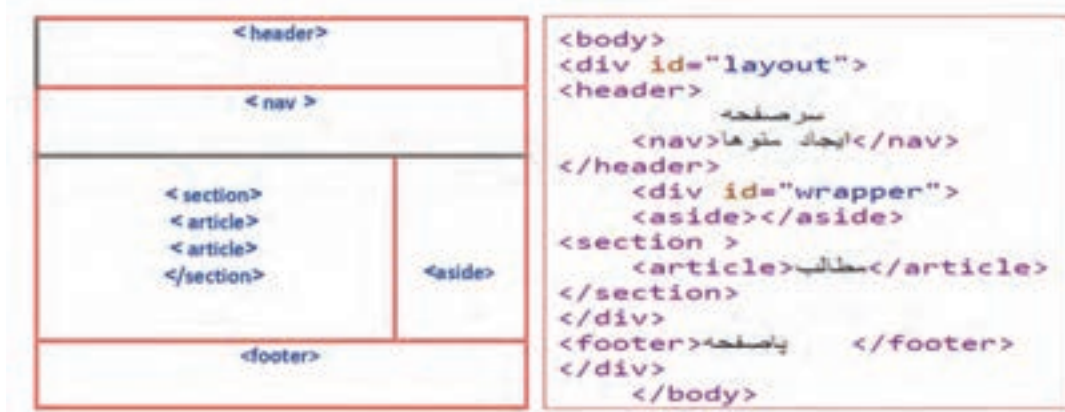 <header>
<nav >
<section>
<article>
<article>
</section>
<aside>
<footer>
<body>
<div id="layout">
<header>
سرصفحه
<nav>ایجاد منوها</nav>
</header>
<div id="wrapper">
<aside></aside>
<section >
<article>مطالب</article>
</section>
</div>
<footer>پاصفحه </footer>
</div>
</body>